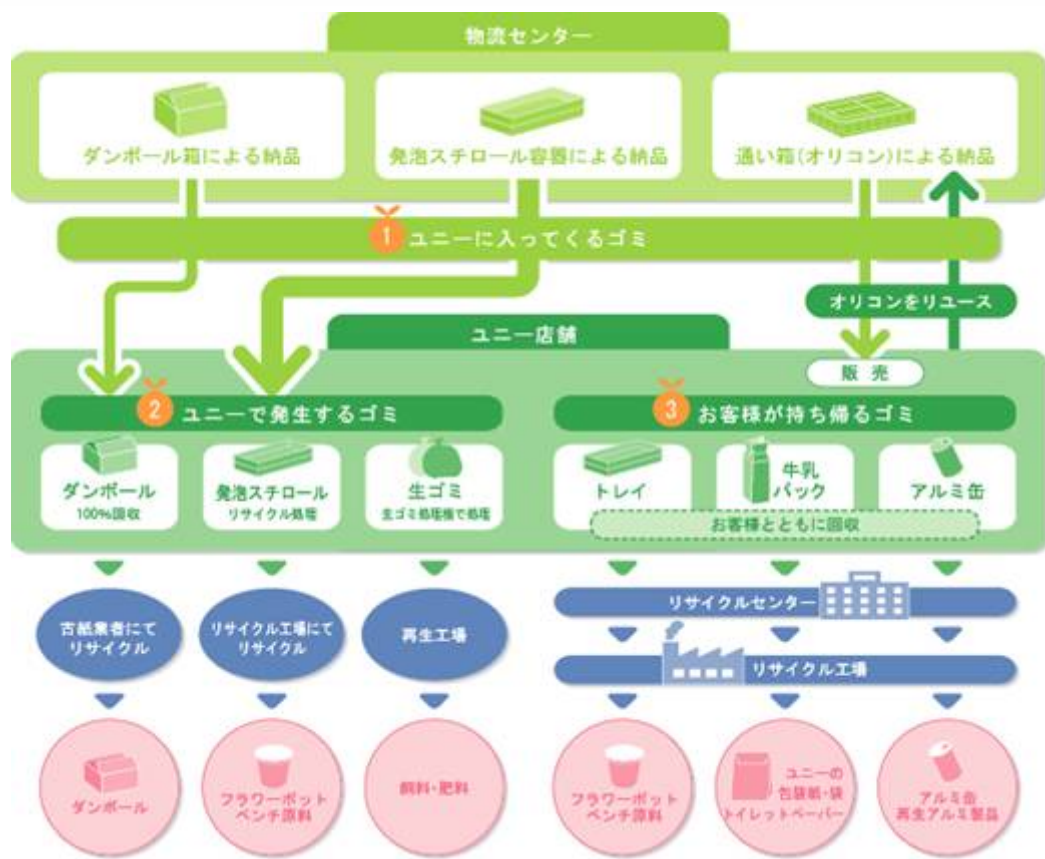 物流センター
ダンボール箱による納品
発泡スチロール容器による納品
通い箱(オリコン)による納品
1 ユニーに入ってくるゴミ
オリコンをリユース
ユニー店舗
販売
2 ユニーで発生するゴミ
3 お客様が持ち帰るゴミ
ダンボール
100%回収
発泡スチロール
リサイクル処理
生ゴミ
生ゴミ処理機で処理
トレイ
牛乳
パック
アルミ缶
お客様とともに回収
古紙業者にて
リサイクル
リサイクル工場にて
リサイクル
再生工場
リサイクルセンター
リサイクル工場
ダンボール
フラワーポット
ベンチ原料
飼料・肥料
フラワーポット
ベンチ原料
ユニーの
包装紙・袋
トイレットペーパー
アルミ缶
再生アルミ製品